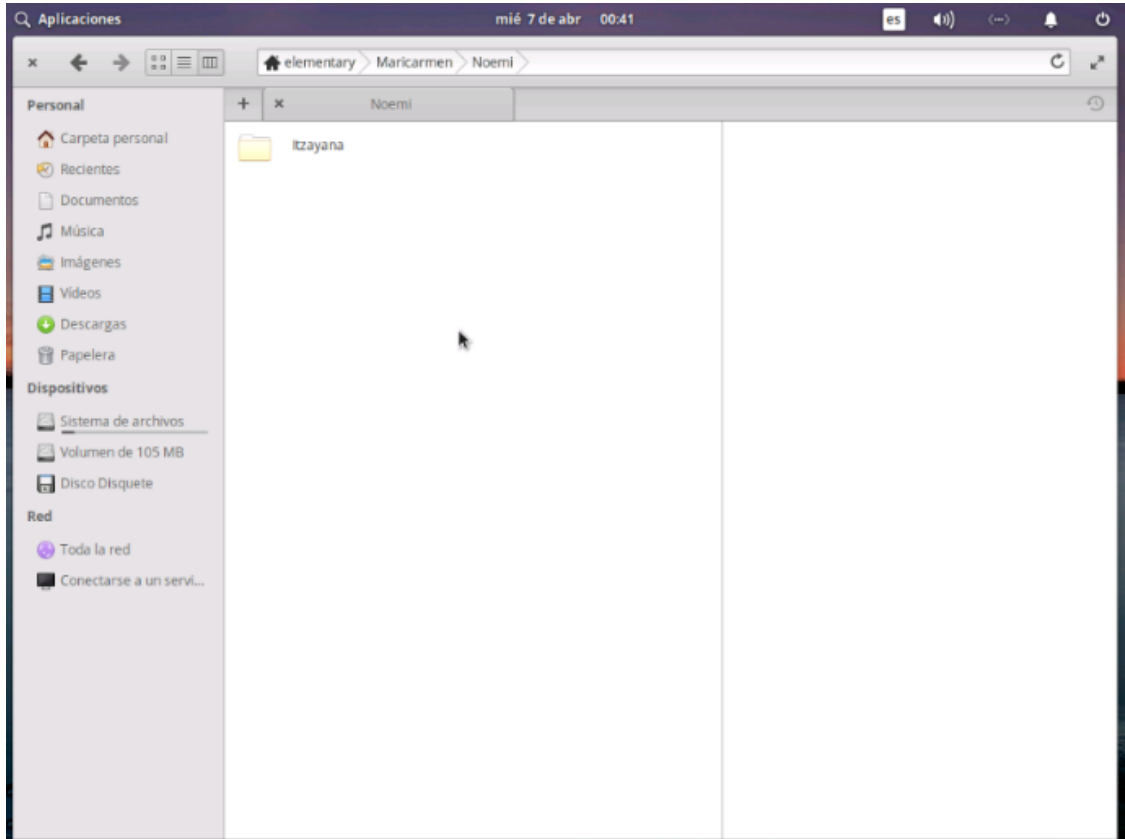 Aplicaciones mié 7 de abr 00:41 es
elementary Maricarmen Noemi
Personal
Noemi
Carpeta personal
Itzayana
Recientes
Documentos
Música
Imágenes
Vídeos
Descargas
Papelera
Dispositivos
Sistema de archivos
Volumen de 105 MB
Disco Disquete
Red
Toda la red
Conectarse a un servi...